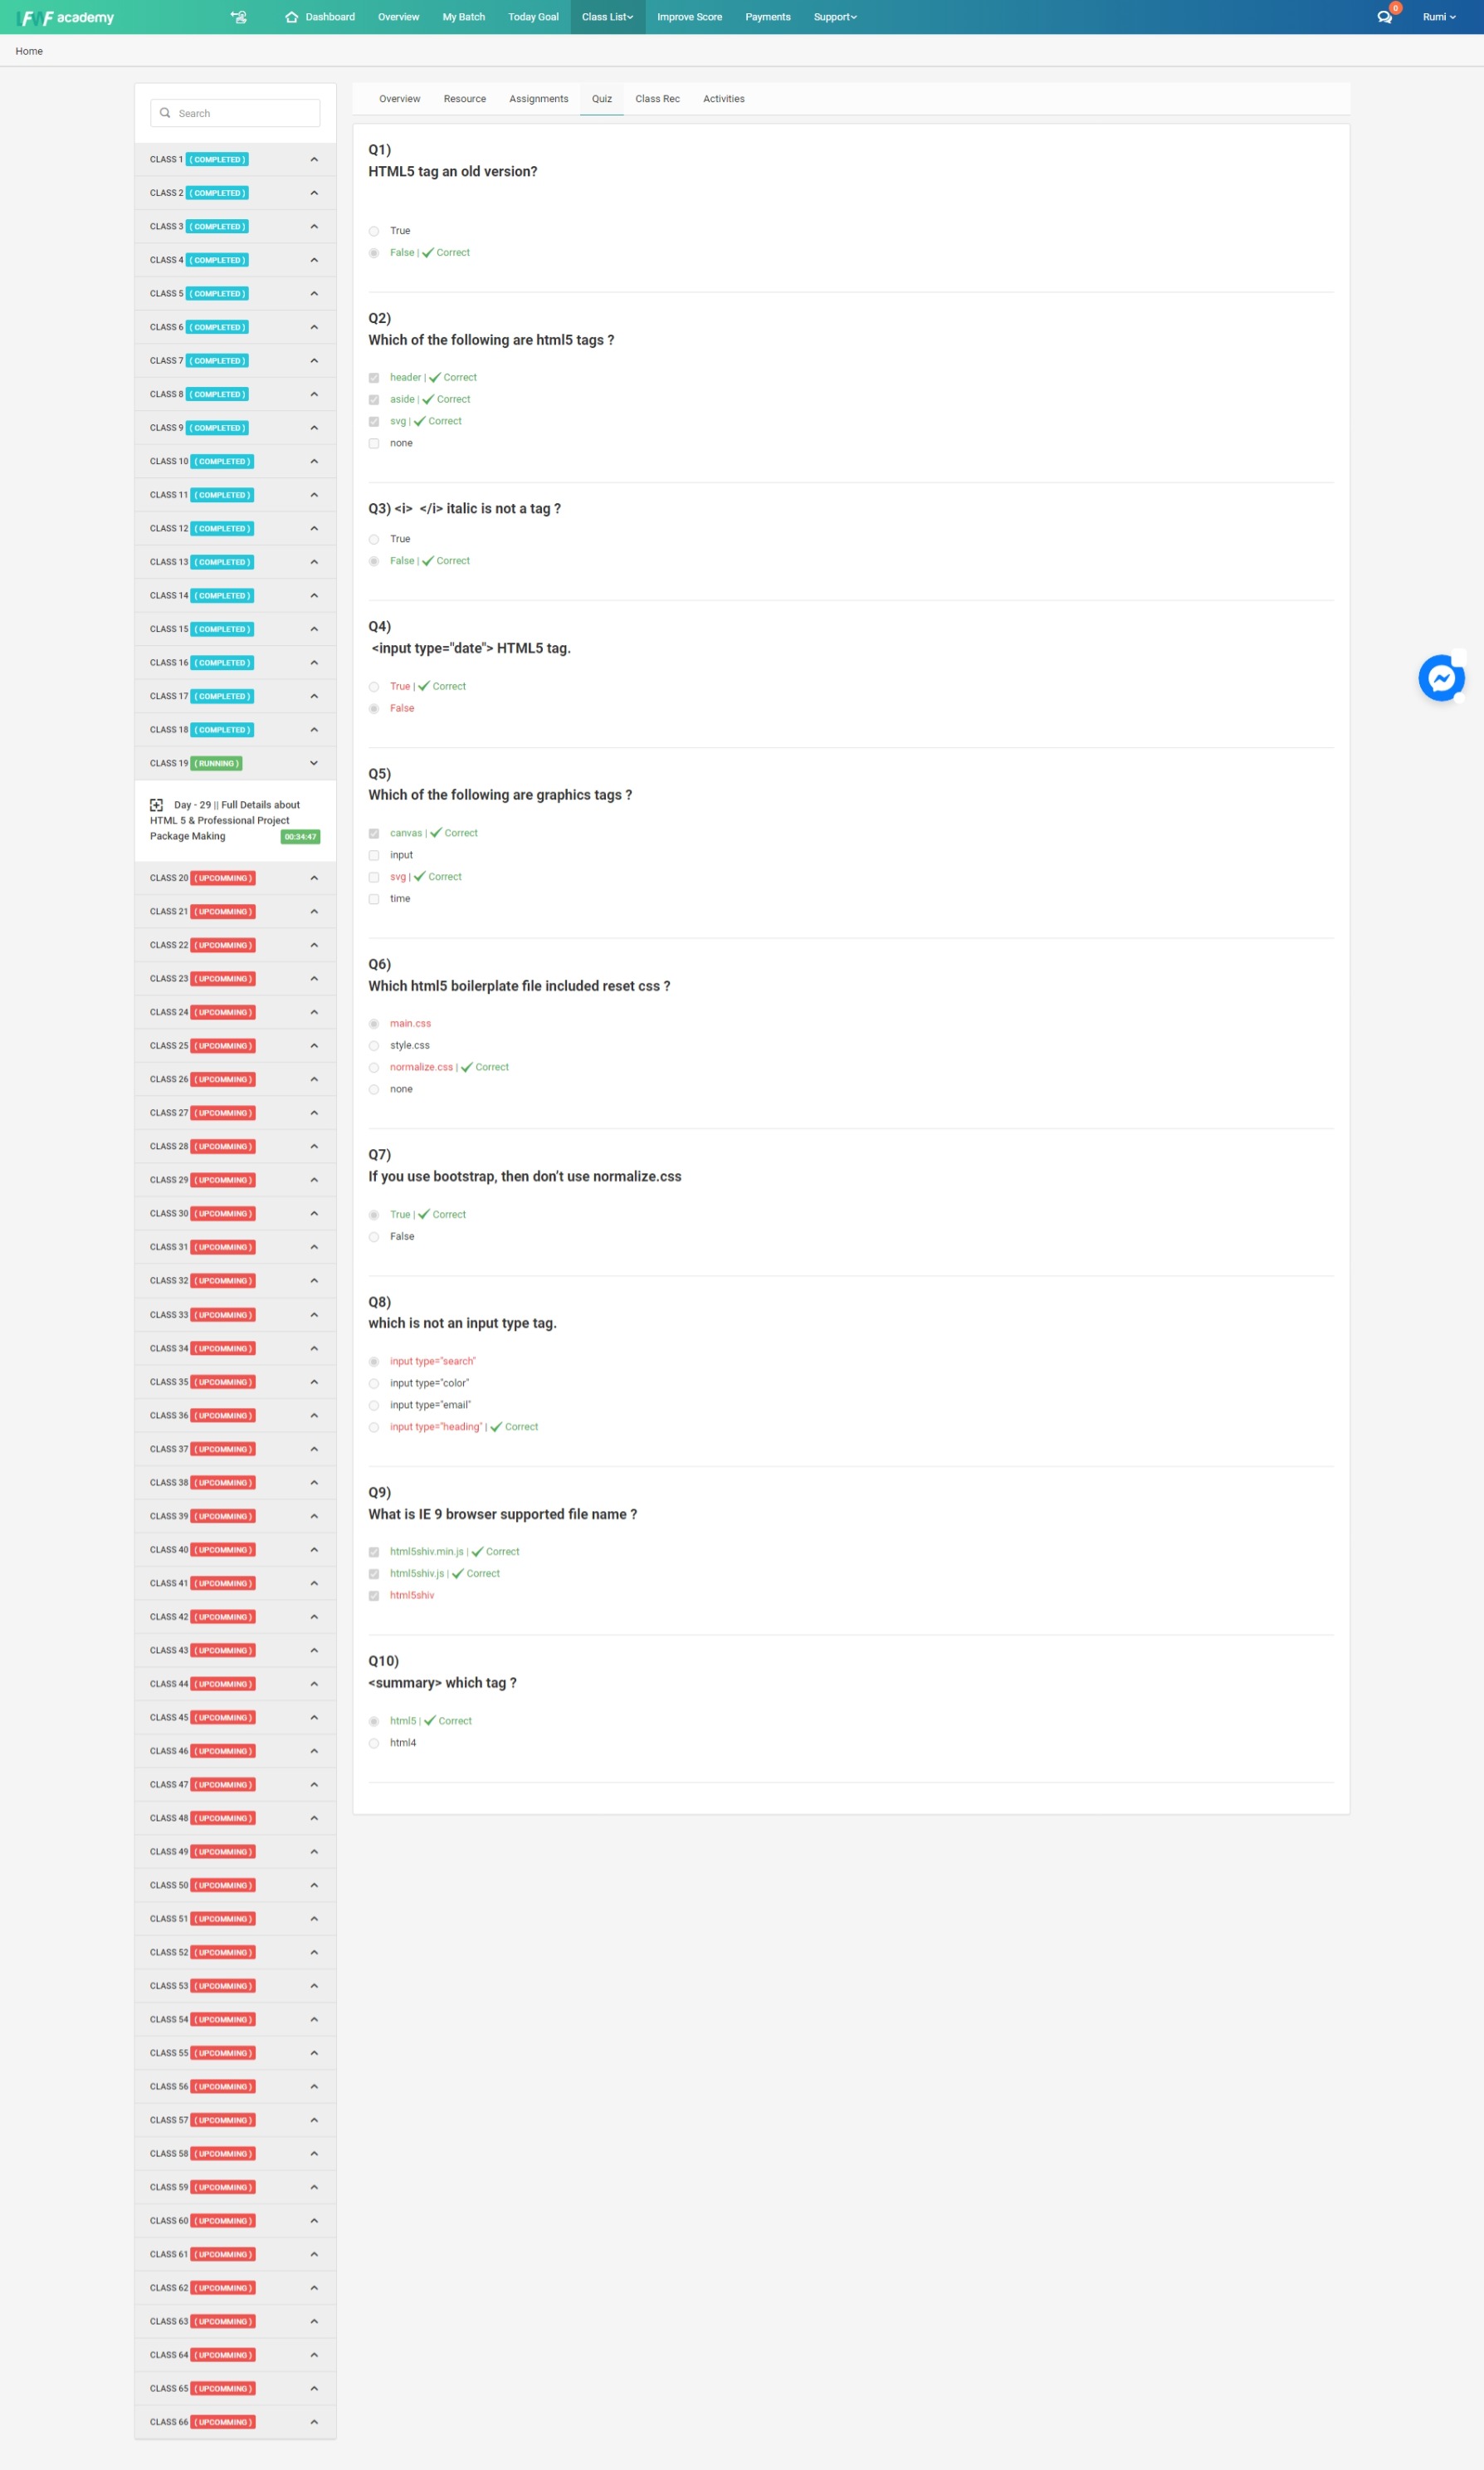 IFWF academy
Dashboard
Overview
My Batch
Today Goal
Class List
Improve Score
Payments
Support
0
Rumi
Home
Search
CLASS 1 ( COMPLETED )
CLASS 2 ( COMPLETED )
CLASS 3 ( COMPLETED )
CLASS 4 ( COMPLETED )
CLASS 5 ( COMPLETED )
CLASS 6 ( COMPLETED )
CLASS 7 ( COMPLETED )
CLASS 8 ( COMPLETED )
CLASS 9 ( COMPLETED )
CLASS 10 ( COMPLETED )
CLASS 11 ( COMPLETED )
CLASS 12 ( COMPLETED )
CLASS 13 ( COMPLETED )
CLASS 14 ( COMPLETED )
CLASS 15 ( COMPLETED )
CLASS 16 ( COMPLETED )
CLASS 17 ( COMPLETED )
CLASS 18 ( COMPLETED )
CLASS 19 ( RUNNING )
Day - 29 || Full Details about
HTML 5 & Professional Project
Package Making 00:34:47
CLASS 20 ( UPCOMMING )
CLASS 21 ( UPCOMMING )
CLASS 22 ( UPCOMMING )
CLASS 23 ( UPCOMMING )
CLASS 24 ( UPCOMMING )
CLASS 25 ( UPCOMMING )
CLASS 26 ( UPCOMMING )
CLASS 27 ( UPCOMMING )
CLASS 28 ( UPCOMMING )
CLASS 29 ( UPCOMMING )
CLASS 30 ( UPCOMMING )
CLASS 31 ( UPCOMMING )
CLASS 32 ( UPCOMMING )
CLASS 33 ( UPCOMMING )
CLASS 34 ( UPCOMMING )
CLASS 35 ( UPCOMMING )
CLASS 36 ( UPCOMMING )
CLASS 37 ( UPCOMMING )
CLASS 38 ( UPCOMMING )
CLASS 39 ( UPCOMMING )
CLASS 40 ( UPCOMMING )
CLASS 41 ( UPCOMMING )
CLASS 42 ( UPCOMMING )
CLASS 43 ( UPCOMMING )
CLASS 44 ( UPCOMMING )
CLASS 45 ( UPCOMMING )
CLASS 46 ( UPCOMMING )
CLASS 47 ( UPCOMMING )
CLASS 48 ( UPCOMMING )
CLASS 49 ( UPCOMMING )
CLASS 50 ( UPCOMMING )
CLASS 51 ( UPCOMMING )
CLASS 52 ( UPCOMMING )
CLASS 53 ( UPCOMMING )
CLASS 54 ( UPCOMMING )
CLASS 55 ( UPCOMMING )
CLASS 56 ( UPCOMMING )
CLASS 57 ( UPCOMMING )
CLASS 58 ( UPCOMMING )
CLASS 59 ( UPCOMMING )
CLASS 60 ( UPCOMMING )
CLASS 61 ( UPCOMMING )
CLASS 62 ( UPCOMMING )
CLASS 63 ( UPCOMMING )
CLASS 64 ( UPCOMMING )
CLASS 65 ( UPCOMMING )
CLASS 66 ( UPCOMMING )
Overview
Resource
Assignments
Quiz
Class Rec
Activities
Q1)
HTML5 tag an old version?
True
False | ✓ Correct
Q2)
Which of the following are html5 tags ?
header | ✓ Correct
aside | ✓ Correct
svg | ✓ Correct
none
Q3) <i>  </i> italic is not a tag ?
True
False | ✓ Correct
Q4)
<input type="date"> HTML5 tag.
True | ✓ Correct
False
Q5)
Which of the following are graphics tags ?
canvas | ✓ Correct
input
svg | ✓ Correct
time
Q6)
Which html5 boilerplate file included reset css ?
main.css
style.css
normalize.css | ✓ Correct
none
Q7)
If you use bootstrap, then don’t use normalize.css
True | ✓ Correct
False
Q8)
which is not an input type tag.
input type="search"
input type="color"
input type="email"
input type="heading" | ✓ Correct
Q9)
What is IE 9 browser supported file name ?
html5shiv.min.js | ✓ Correct
html5shiv.js | ✓ Correct
html5shiv
Q10)
<summary> which tag ?
html5 | ✓ Correct
html4